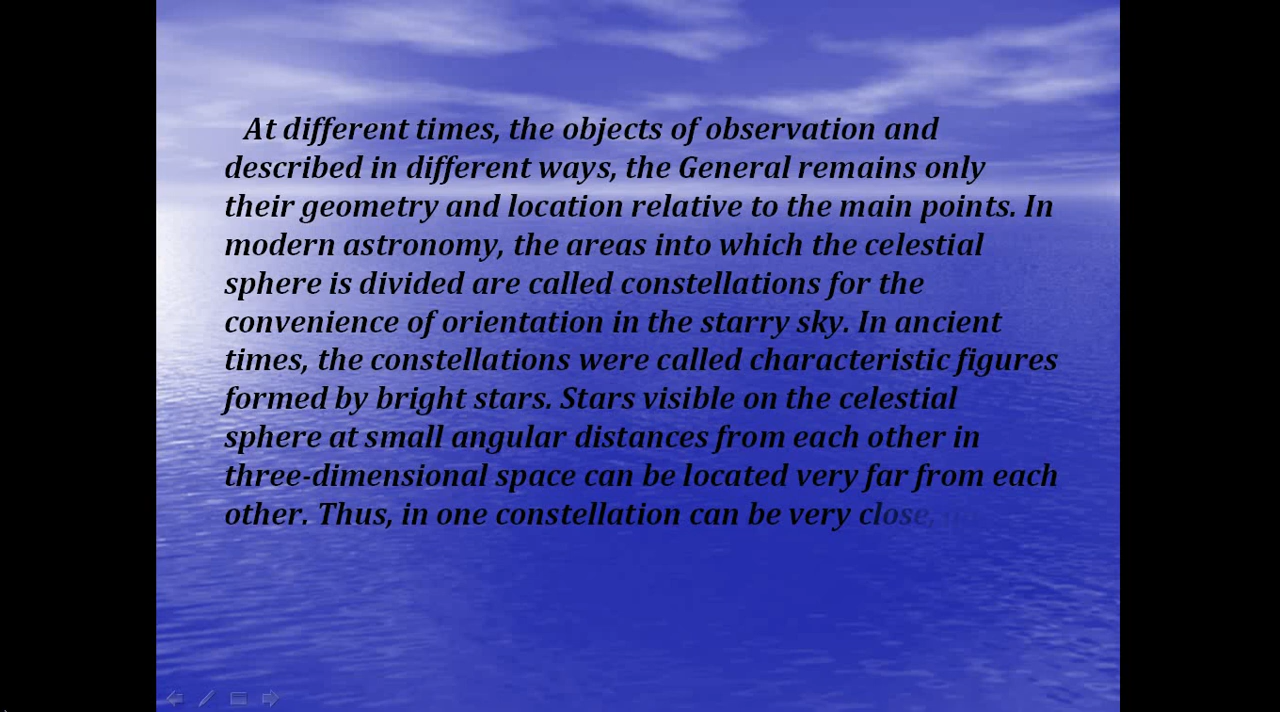 At different times, the objects of observation and
described in different ways, the General remains only
their geometry and location relative to the main points. In
modern astronomy, the areas into which the celestial
sphere is divided are called constellations for the
convenience of orientation in the starry sky. In ancient
times, the constellations were called characteristic figures
formed by bright stars. Stars visible on the celestial
sphere at small angular distances from each other in
three-dimensional space can be located very far from each
other. Thus, in one constellation can be very close,